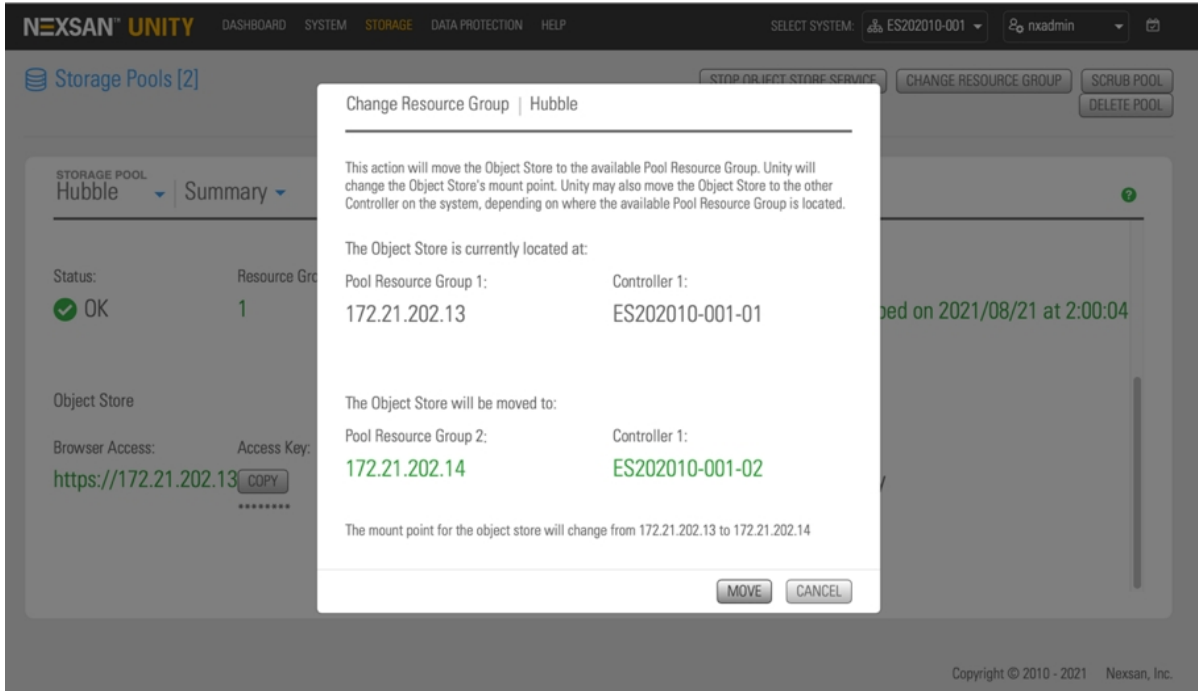 NEXSAN™ UNITY DASHBOARD SYSTEM STORAGE DATA PROTECTION HELP SELECT SYSTEM: ES202010-001 nxadmin
Storage Pools [2] STOP OBJECT STORE SERVICE CHANGE RESOURCE GROUP SCRUB POOL
DELETE POOL
Change Resource Group | Hubble
This action will move the Object Store to the available Pool Resource Group. Unity will
change the Object Store's mount point. Unity may also move the Object Store to the other
Controller on the system, depending on where the available Pool Resource Group is located.
STORAGE POOL
Hubble | Summary
The Object Store is currently located at:
Status: Resource Gro
Pool Resource Group 1: Controller 1:
OK 1
172.21.202.13 ES202010-001-01
bed on 2021/08/21 at 2:00:04
Object Store
The Object Store will be moved to:
Pool Resource Group 2: Controller 1:
Browser Access: Access Key:
172.21.202.14 ES202010-001-02
https://172.21.202.13 COPY
••••••••
The mount point for the object store will change from 172.21.202.13 to 172.21.202.14
MOVE CANCEL
Copyright © 2010 - 2021 Nexsan, Inc.